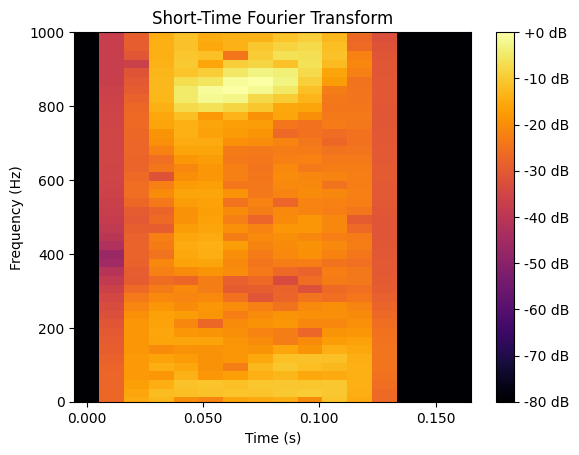 Short-Time Fourier Transform
Frequency (Hz)
1000
800
600
400
200
0
0.000
0.050
0.100
0.150
Time (s)
+0 dB
-10 dB
-20 dB
-30 dB
-40 dB
-50 dB
-60 dB
-70 dB
-80 dB